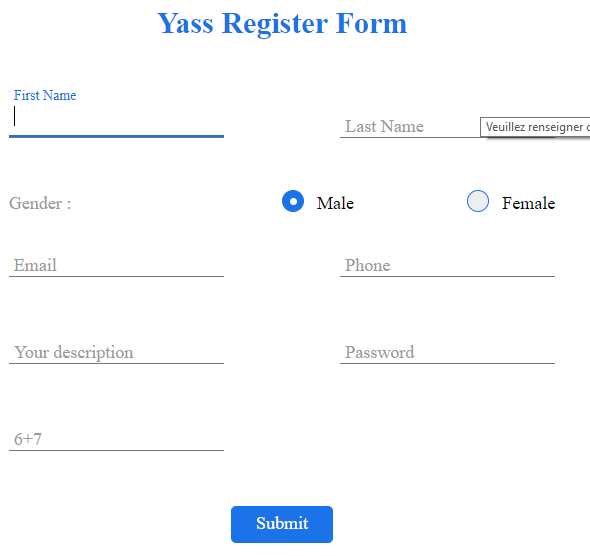 Yass Register Form
First Name
Last Name
Veuillez renseigner
Gender :
Male
Female
Email
Phone
Your description
Password
6+7
Submit